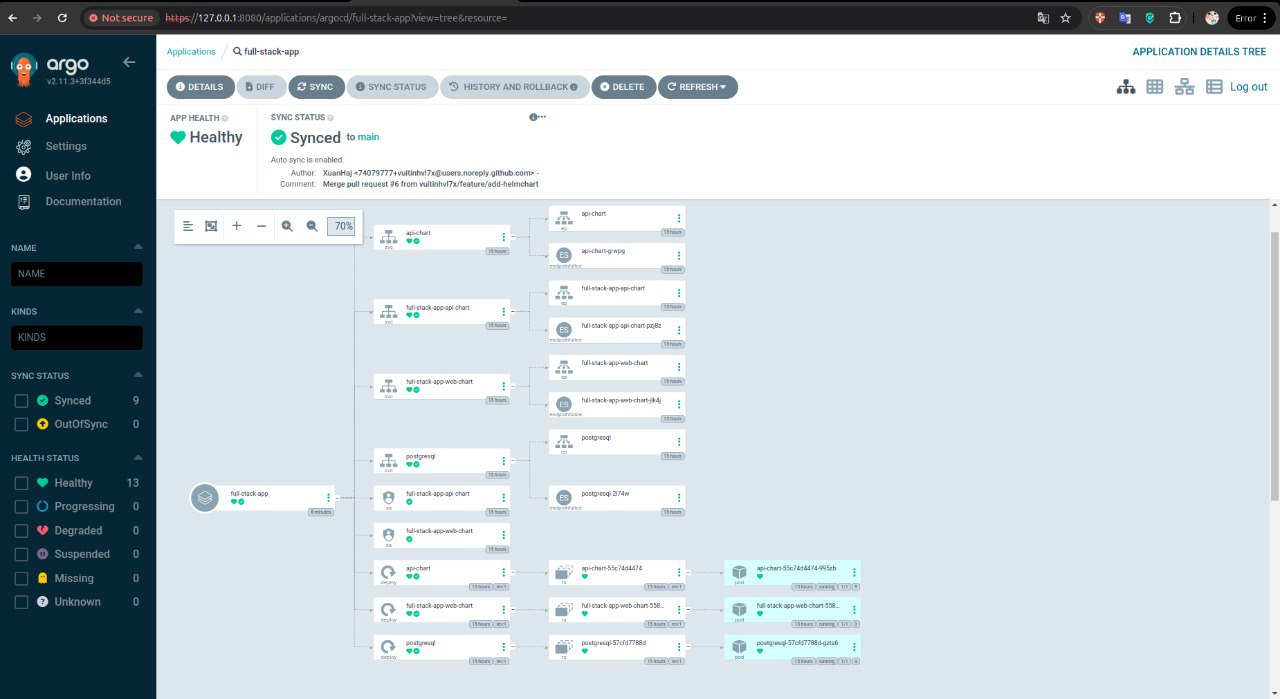 Not secure https://127.0.0.1:8080/applications/argocd/full-stack-app?view=tree&resource= Error
argo
v2.11.3+3f344d5
Applications
Settings
User Info
Documentation
NAME
NAME
KINDS
KINDS
SYNC STATUS
Synced 9
OutOfSync 0
HEALTH STATUS
Healthy 13
Progressing 0
Degraded 0
Suspended 0
Missing 0
Unknown 0
Applications / full-stack-app APPLICATION DETAILS TREE
DETAILS DIFF SYNC SYNC STATUS HISTORY AND ROLLBACK DELETE REFRESH Log out
APP HEALTH
Healthy
SYNC STATUS
Synced to main
Auto sync is enabled.
Author: XuanHaj <74079777+vuitinhvl7x@users.noreply.github.com> -
Comment: Merge pull request #6 from vuitinhvl7x/feature/add-helmchart
70%
full-stack-app
8 minutes
api-chart
svc
15 hours
api-chart
ep
15 hours
api-chart-grwpg
ES
endpointslice
15 hours
full-stack-app-api-chart
svc
15 hours
full-stack-app-api-chart
ep
15 hours
full-stack-app-api-chart-pzj8z
ES
endpointslice
15 hours
full-stack-app-web-chart
svc
15 hours
full-stack-app-web-chart
ep
15 hours
full-stack-app-web-chart-jlk4j
ES
endpointslice
15 hours
postgresql
svc
15 hours
postgresql
ep
15 hours
full-stack-app-api-chart
sa
15 hours
postgresql-2l74w
ES
endpointslice
15 hours
full-stack-app-web-chart
sa
15 hours
api-chart
deploy
15 hours rev:1
api-chart-55c74d4474
rs
15 hours rev:1
api-chart-55c74d4474-995zb
pod
15 hours running 1/1
full-stack-app-web-chart
deploy
15 hours rev:1
full-stack-app-web-chart-558...
rs
15 hours rev:1
full-stack-app-web-chart-558...
pod
15 hours running 1/1
postgresql
deploy
15 hours rev:1
postgresql-57cfd7788d
rs
15 hours rev:1
postgresql-57cfd7788d-gzts6
pod
15 hours running 1/1